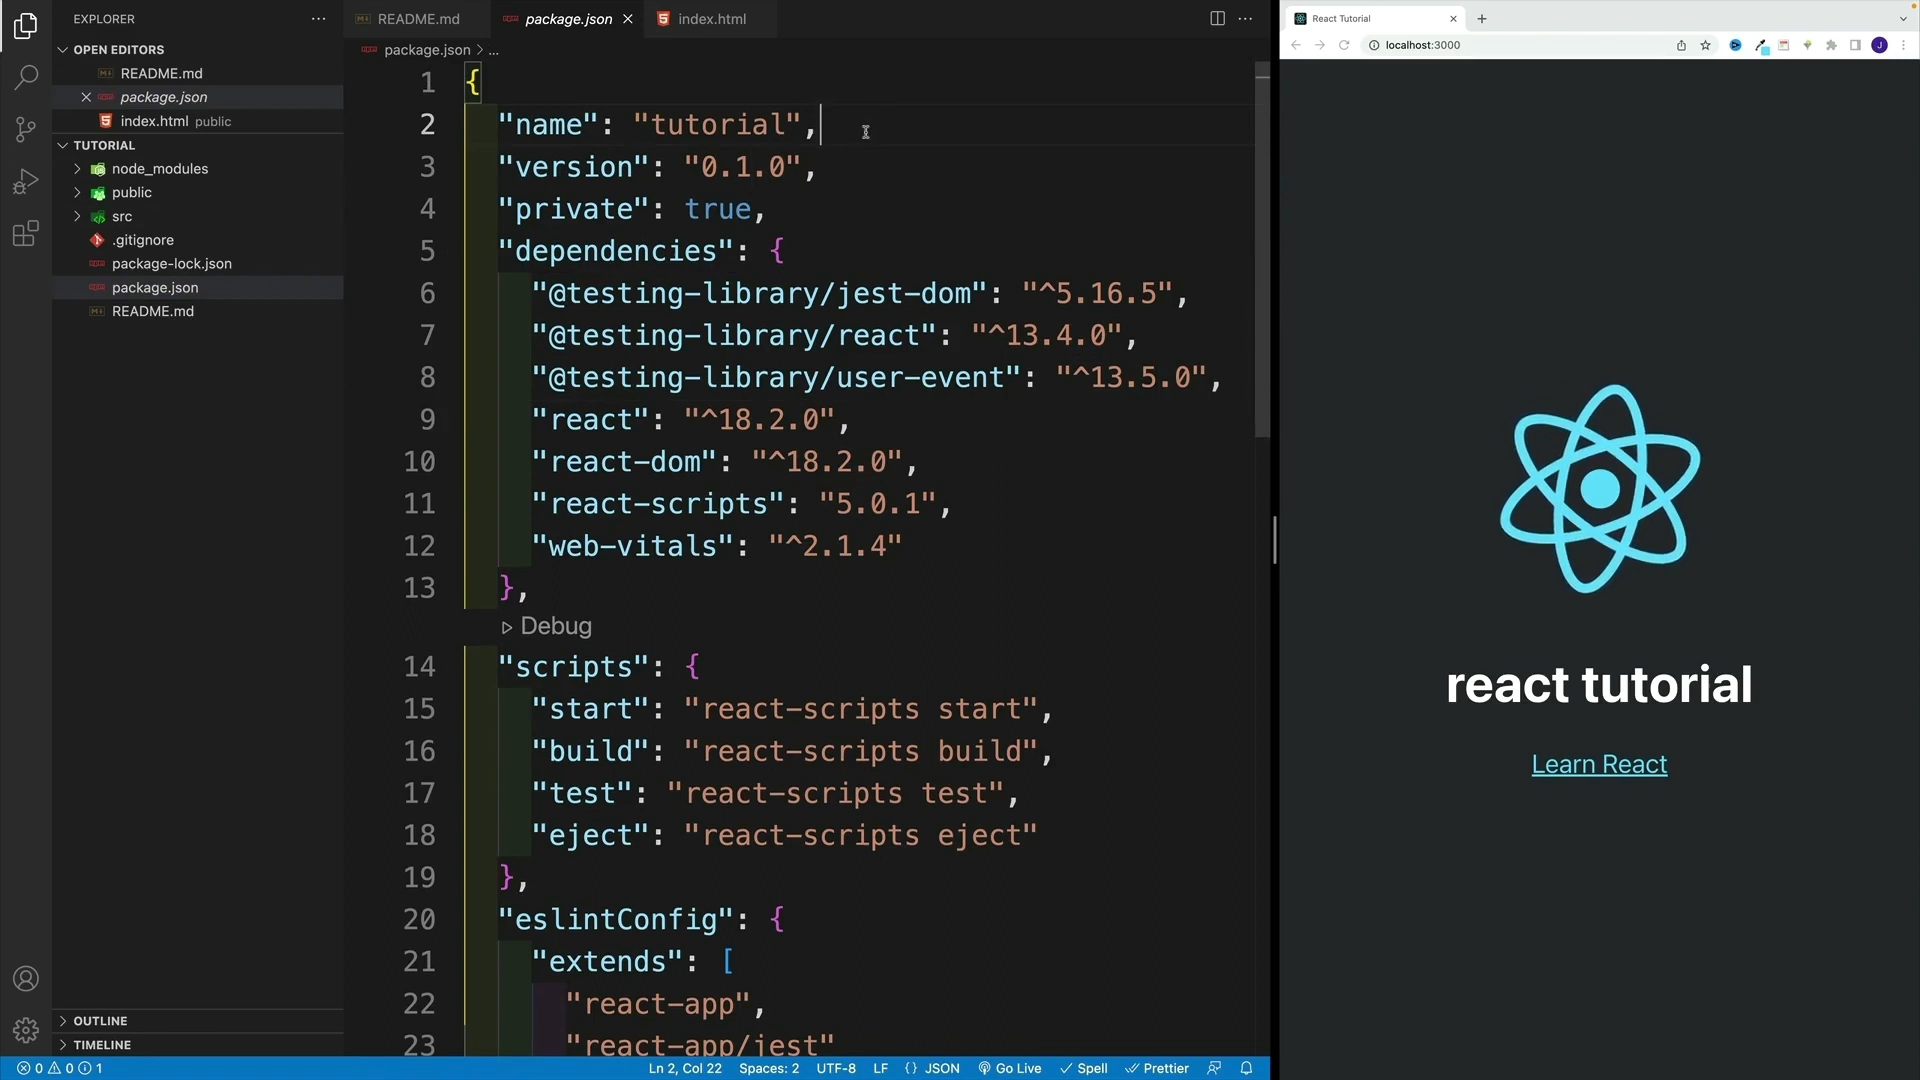 EXPLORER
OPEN EDITORS
README.md
package.json
index.html public
TUTORIAL
node_modules
public
src
.gitignore
package-lock.json
package.json
README.md
OUTLINE
TIMELINE
README.md
package.json
index.html
package.json > ...
1 {
2 "name": "tutorial",
3 "version": "0.1.0",
4 "private": true,
5 "dependencies": {
6 "@testing-library/jest-dom": "^5.16.5",
7 "@testing-library/react": "^13.4.0",
8 "@testing-library/user-event": "^13.5.0",
9 "react": "^18.2.0",
10 "react-dom": "^18.2.0",
11 "react-scripts": "5.0.1",
12 "web-vitals": "^2.1.4"
13 },
Debug
14 "scripts": {
15 "start": "react-scripts start",
16 "build": "react-scripts build",
17 "test": "react-scripts test",
18 "eject": "react-scripts eject"
19 },
20 "eslintConfig": {
21 "extends": [
22 "react-app",
23 "react-app/jest"
0 0 1 Ln 2, Col 22 Spaces: 2 UTF-8 LF {} JSON Go Live Spell Prettier
React Tutorial
localhost:3000
J
react tutorial
Learn React